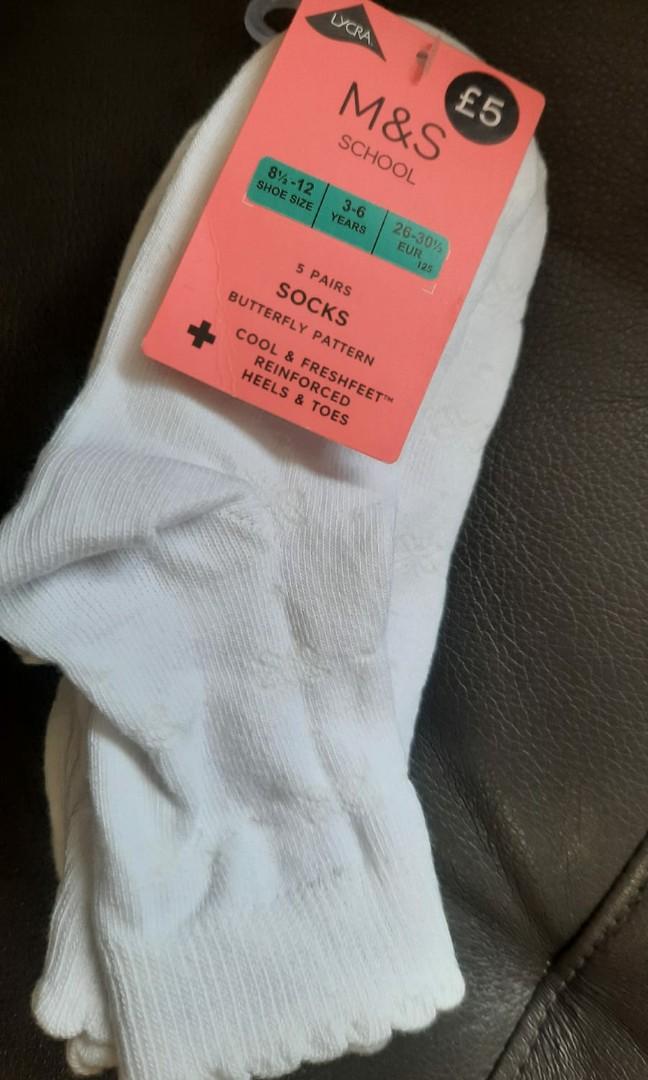 LYCRA
£5
M&S
SCHOOL
8½-12
SHOE SIZE
3-6
YEARS
26-30½
EUR
125
5 PAIRS
SOCKS
BUTTERFLY PATTERN
+ COOL & FRESHFEET™
REINFORCED
HEELS & TOES